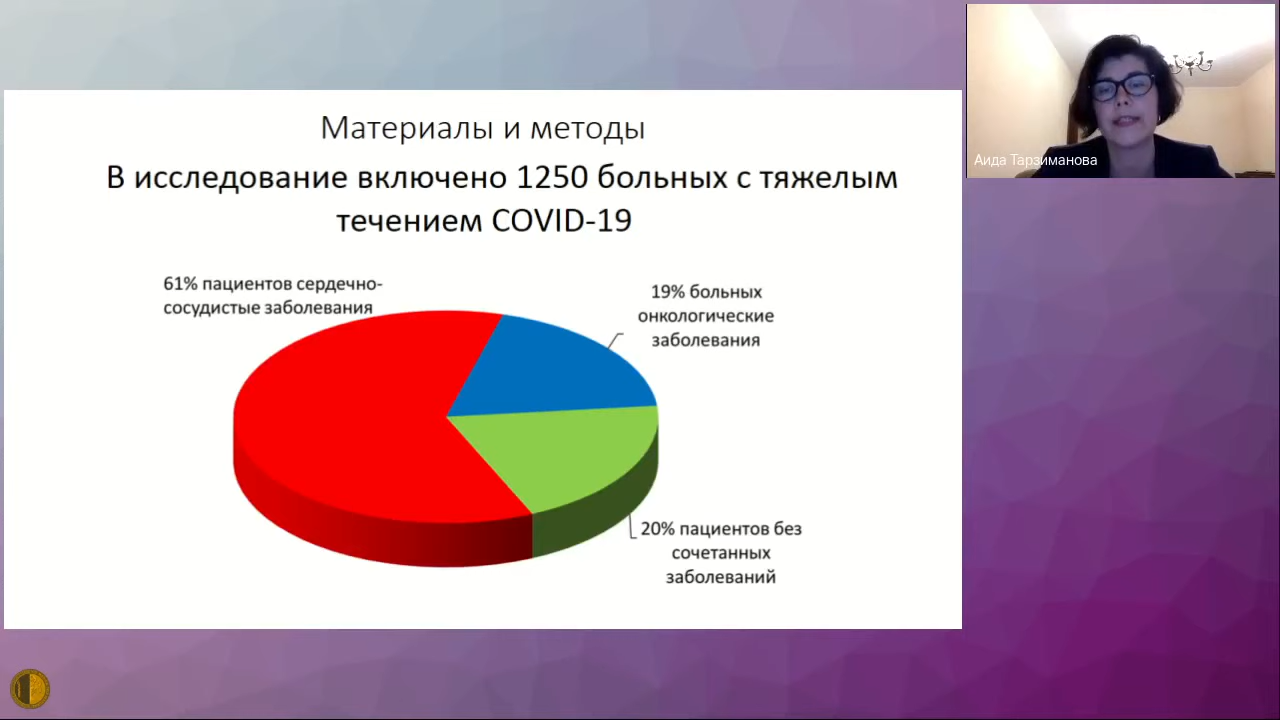 Материалы и методы
В исследование включено 1250 больных с тяжелым
течением COVID-19
61% пациентов сердечно-
сосудистые заболевания
19% больных
онкологические
заболевания
20% пациентов без
сочетанных
заболеваний
Аида Тарзиманова